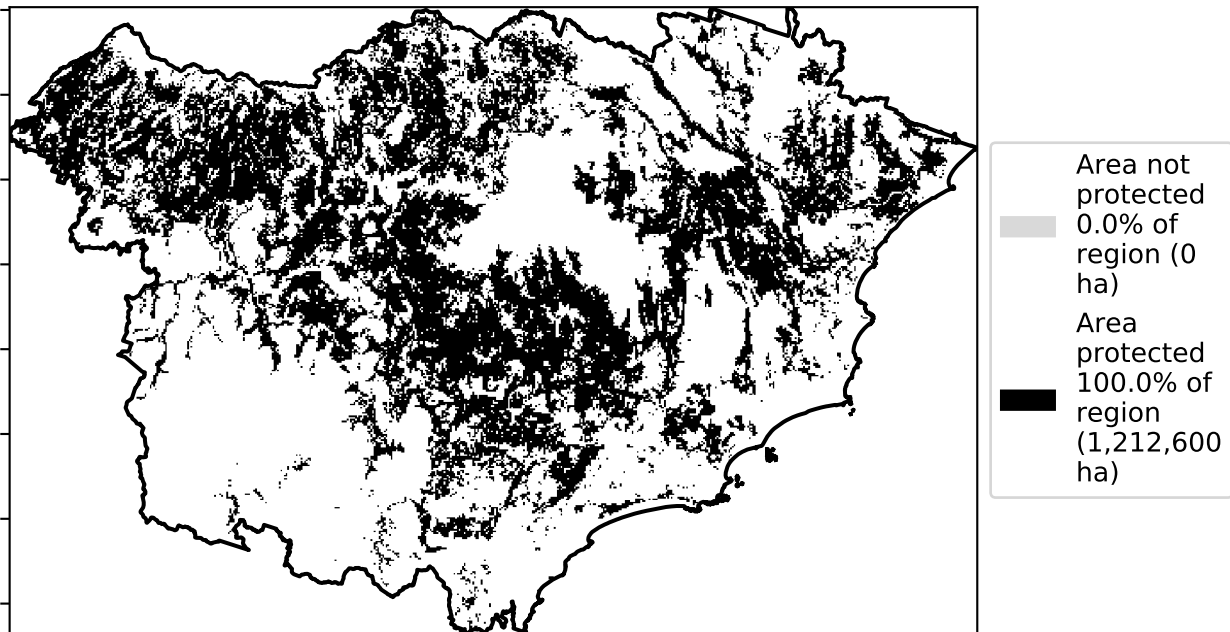 Area not
protected
0.0% of
region (0
ha)
Area
protected
100.0% of
region
(1,212,600
ha)